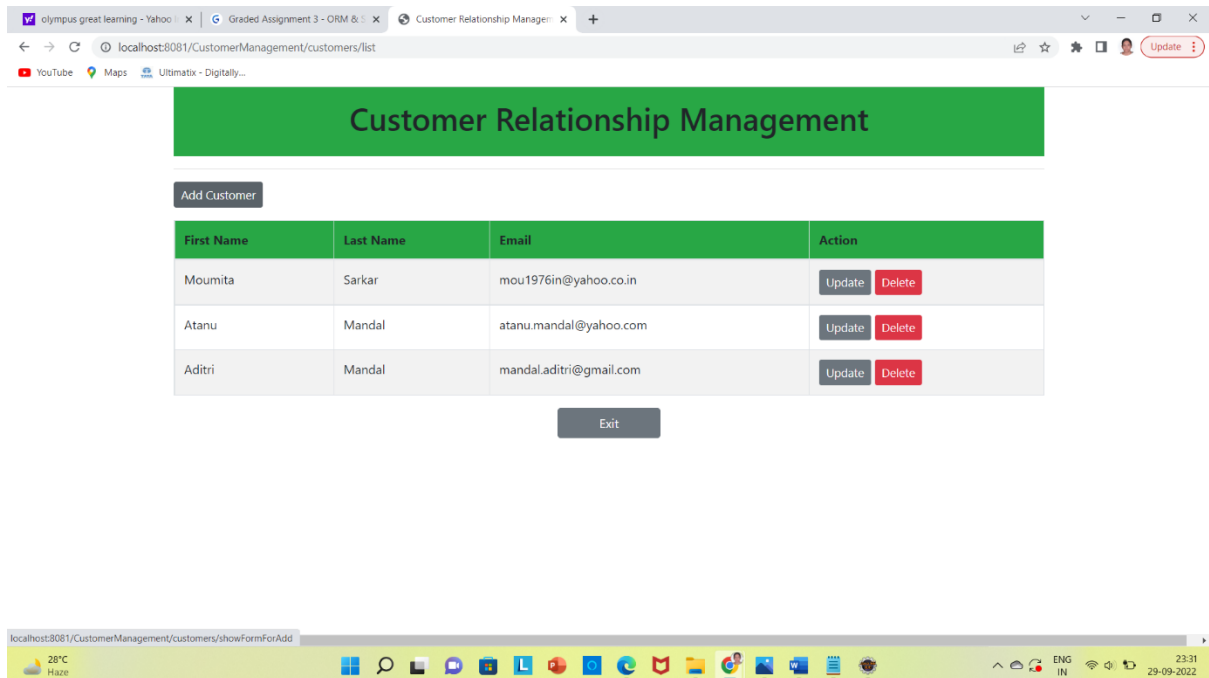 olympus great learning - Yahoo
Graded Assignment 3 - ORM & S
Customer Relationship Managem
localhost:8081/CustomerManagement/customers/list
Update
YouTube
Maps
Ultimatix - Digitally...
Customer Relationship Management
Add Customer
First Name Last Name Email Action
Moumita Sarkar mou1976in@yahoo.co.in Update Delete
Atanu Mandal atanu.mandal@yahoo.com Update Delete
Aditri Mandal mandal.aditri@gmail.com Update Delete
Exit
localhost:8081/CustomerManagement/customers/showFormForAdd
28°C
Haze
ENG
IN
23:31
29-09-2022